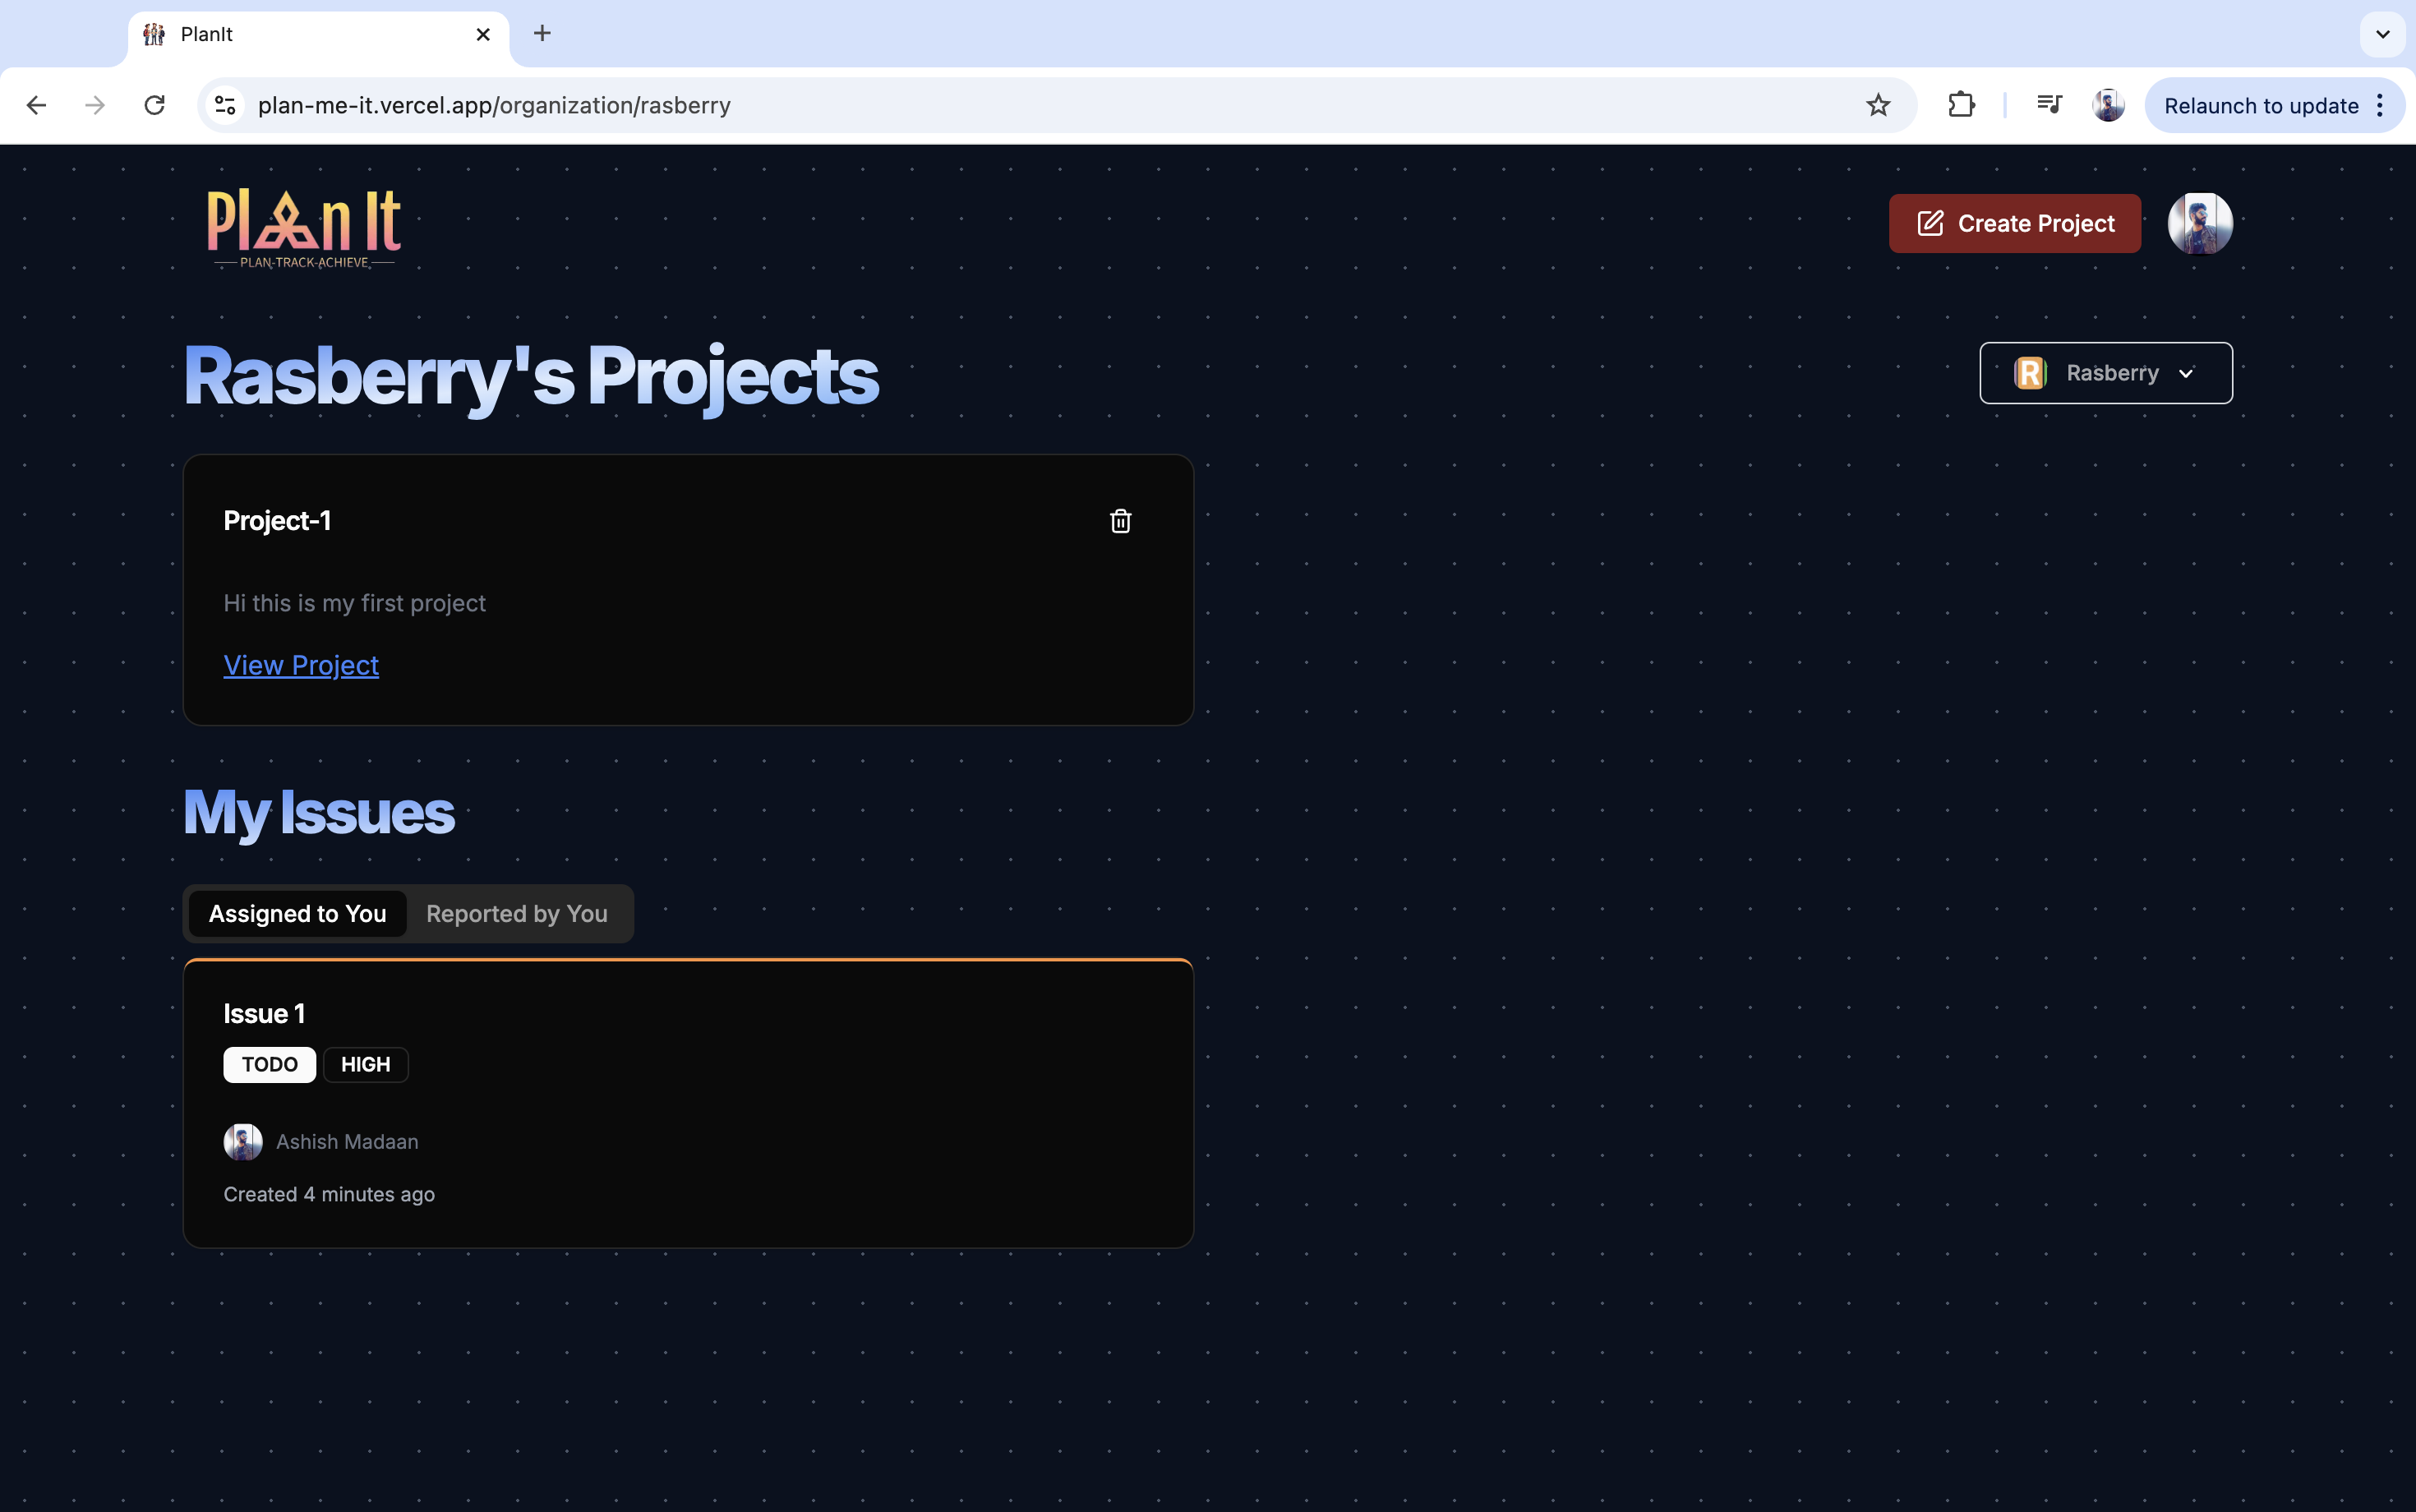 PlanIt
plan-me-it.vercel.app/organization/rasberry
Relaunch to update
Plan It
PLAN-TRACK-ACHIEVE
Create Project
Rasberry's Projects
R Rasberry
Project-1
Hi this is my first project
View Project
My Issues
Assigned to You
Reported by You
Issue 1
TODO HIGH
Ashish Madaan
Created 4 minutes ago